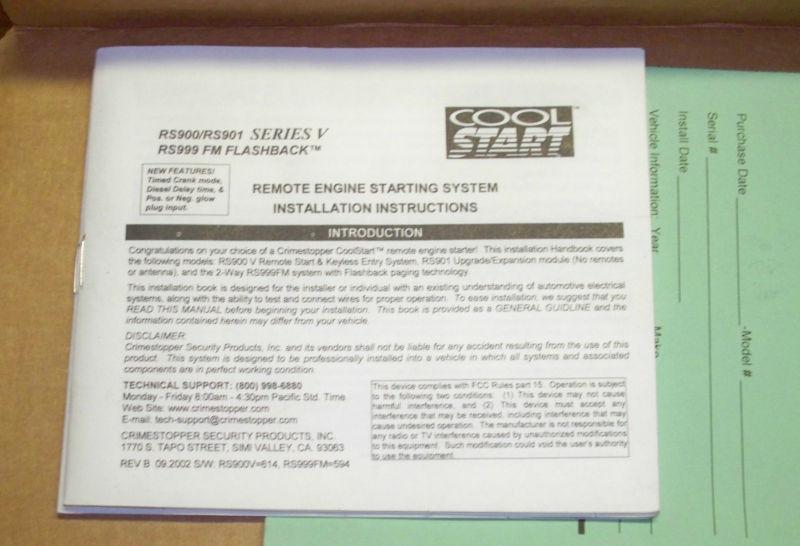 RS900/RS901 SERIES V
RS999 FM FLASHBACK™
COOL
START™
NEW FEATURES!
Timed Crank mode,
Diesel Delay time, &
Pos. or Neg. glow
plug input.
REMOTE ENGINE STARTING SYSTEM
INSTALLATION INSTRUCTIONS
INTRODUCTION
Congratulations on your choice of a Crimestopper CoolStart™ remote engine starter! This installation Handbook covers
the following models: RS900 V Remote Start & Keyless Entry System, RS901 Upgrade/Expansion module (No remotes
or antenna), and the 2-Way RS999FM system with Flashback paging technology.
This installation book is designed for the installer or individual with an existing understanding of automotive electrical
systems, along with the ability to test and connect wires for proper operation. To ease installation, we suggest that you
READ THIS MANUAL before beginning your installation. This book is provided as a GENERAL GUIDLINE and the
information contained herein may differ from your vehicle.
DISCLAIMER:
Crimestopper Security Products, Inc. and its vendors shall not be liable for any accident resulting from the use of this
product. This system is designed to be professionally installed into a vehicle in which all systems and associated
components are in perfect working condition.
TECHNICAL SUPPORT: (800) 998-6880
Monday - Friday 8:00am - 4:30pm Pacific Std. Time
Web Site: www.crimestopper.com
E-mail: tech-support@crimestopper.com
CRIMESTOPPER SECURITY PRODUCTS, INC.
1770 S. TAPO STREET, SIMI VALLEY, CA. 93063
REV B 09.2002 S/W: RS900V=614, RS999FM=594
This device complies with FCC Rules part 15. Operation is subject
to the following two conditions: (1) This device may not cause
harmful interference, and (2) This device must accept any
interference that may be received, including interference that may
cause undesired operation. The manufacturer is not responsible for
any radio or TV interference caused by unauthorized modifications
to this equipment. Such modification could void the user's authority
to use the equipment.
Purchase Date -Model #
Serial #
Install Date
Vehicle Information: Year Make